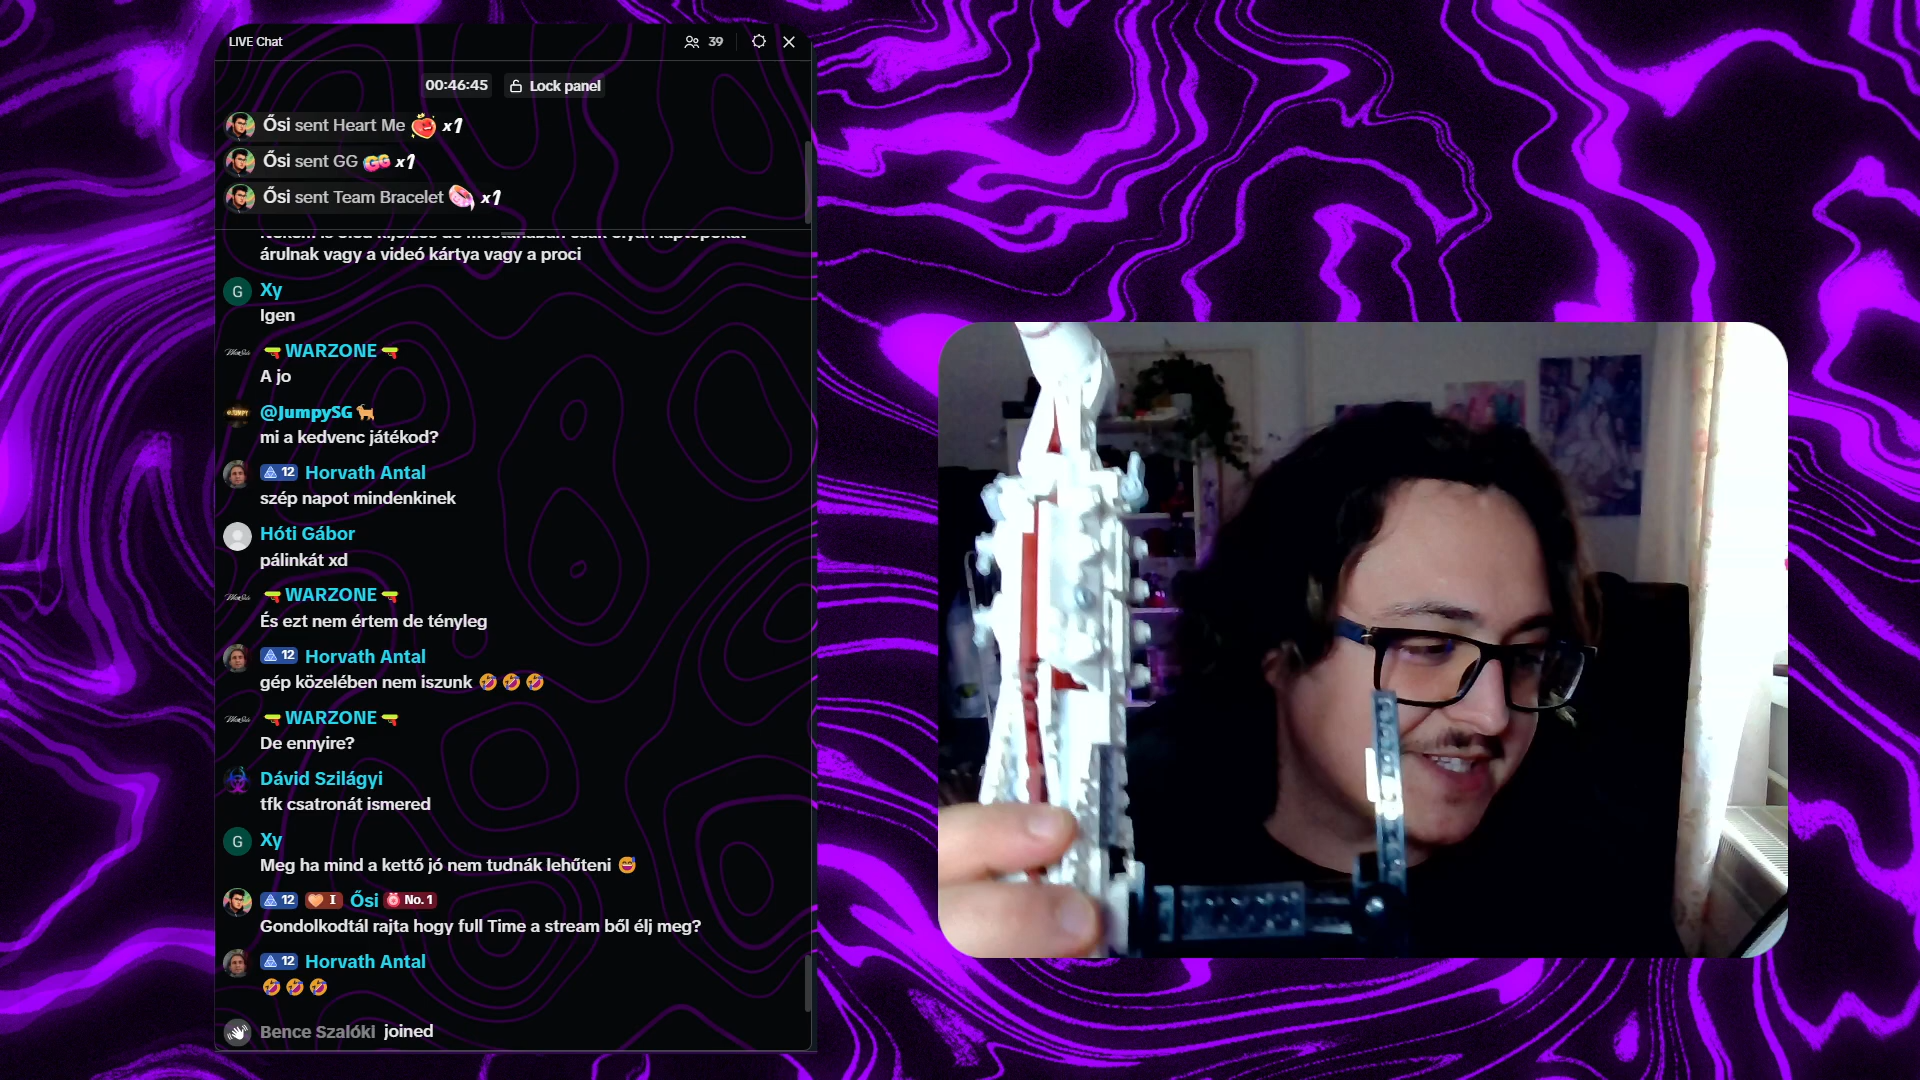 LIVE Chat
39
00:46:45
Lock panel
Ősi sent Heart Me x1
Ősi sent GG x1
Ősi sent Team Bracelet x1
árulnak vagy a videó kártya vagy a proci
G Xy
Igen
WARZONE
A jo
@JumpySG
mi a kedvenc játékod?
12 Horvath Antal
szép napot mindenkinek
Hóti Gábor
pálinkát xd
WARZONE
És ezt nem értem de tényleg
12 Horvath Antal
gép közelében nem iszunk 🤣 🤣 🤣
WARZONE
De ennyire?
Dávid Szilágyi
tfk csatronát ismered
G Xy
Meg ha mind a kettő jó nem tudnák lehűteni 😅
12 I Ősi No. 1
Gondolkodtál rajta hogy full Time a stream ből élj meg?
12 Horvath Antal
🤣 🤣 🤣
Bence Szalóki joined